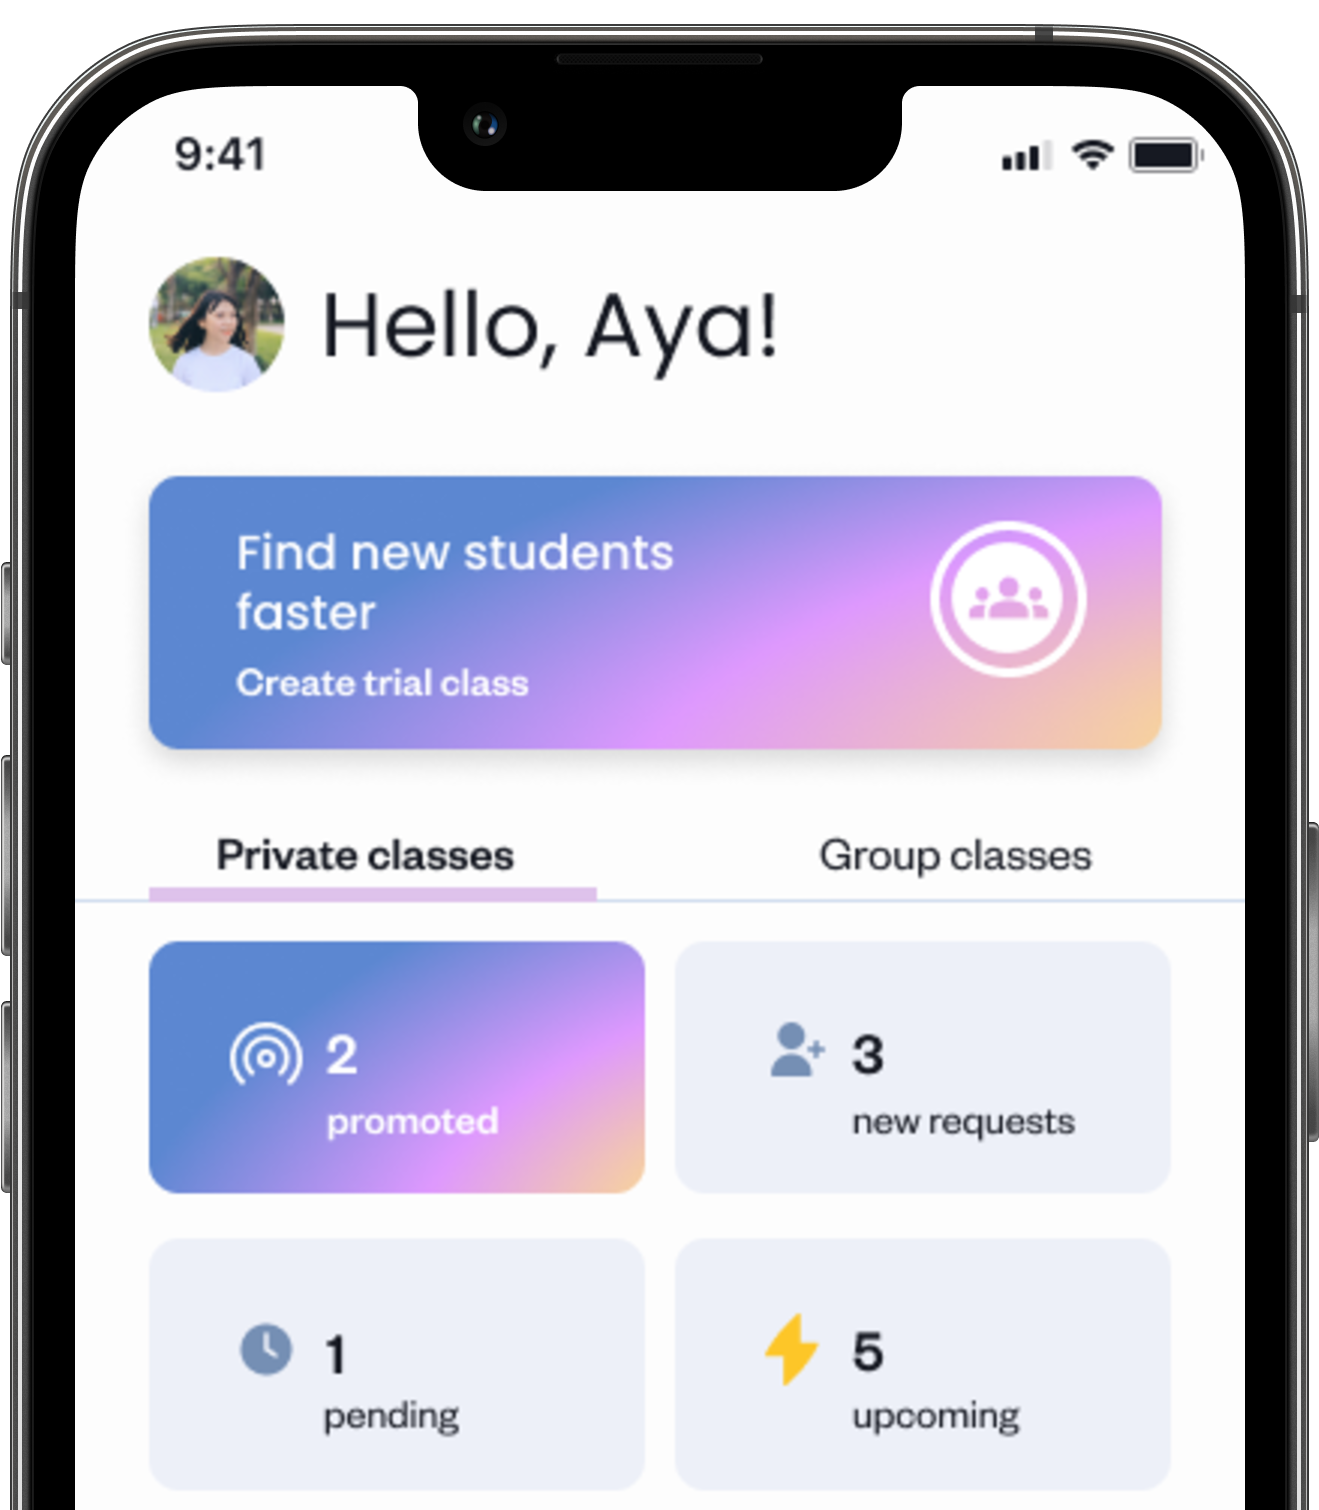 9:41
Hello, Aya!
Find new students
faster
Create trial class
Private classes
Group classes
2
promoted
3
new requests
1
pending
5
upcoming